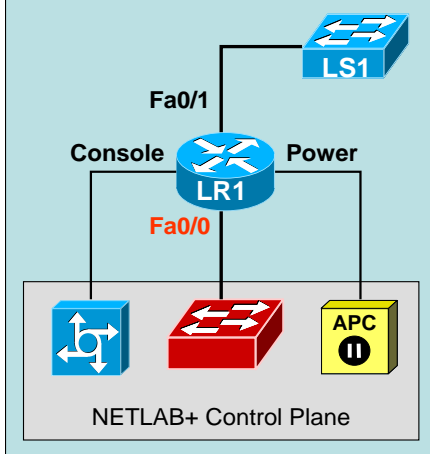 LS1
Fa0/1
Console
Power
LR1
Fa0/0
APC
NETLAB+ Control Plane